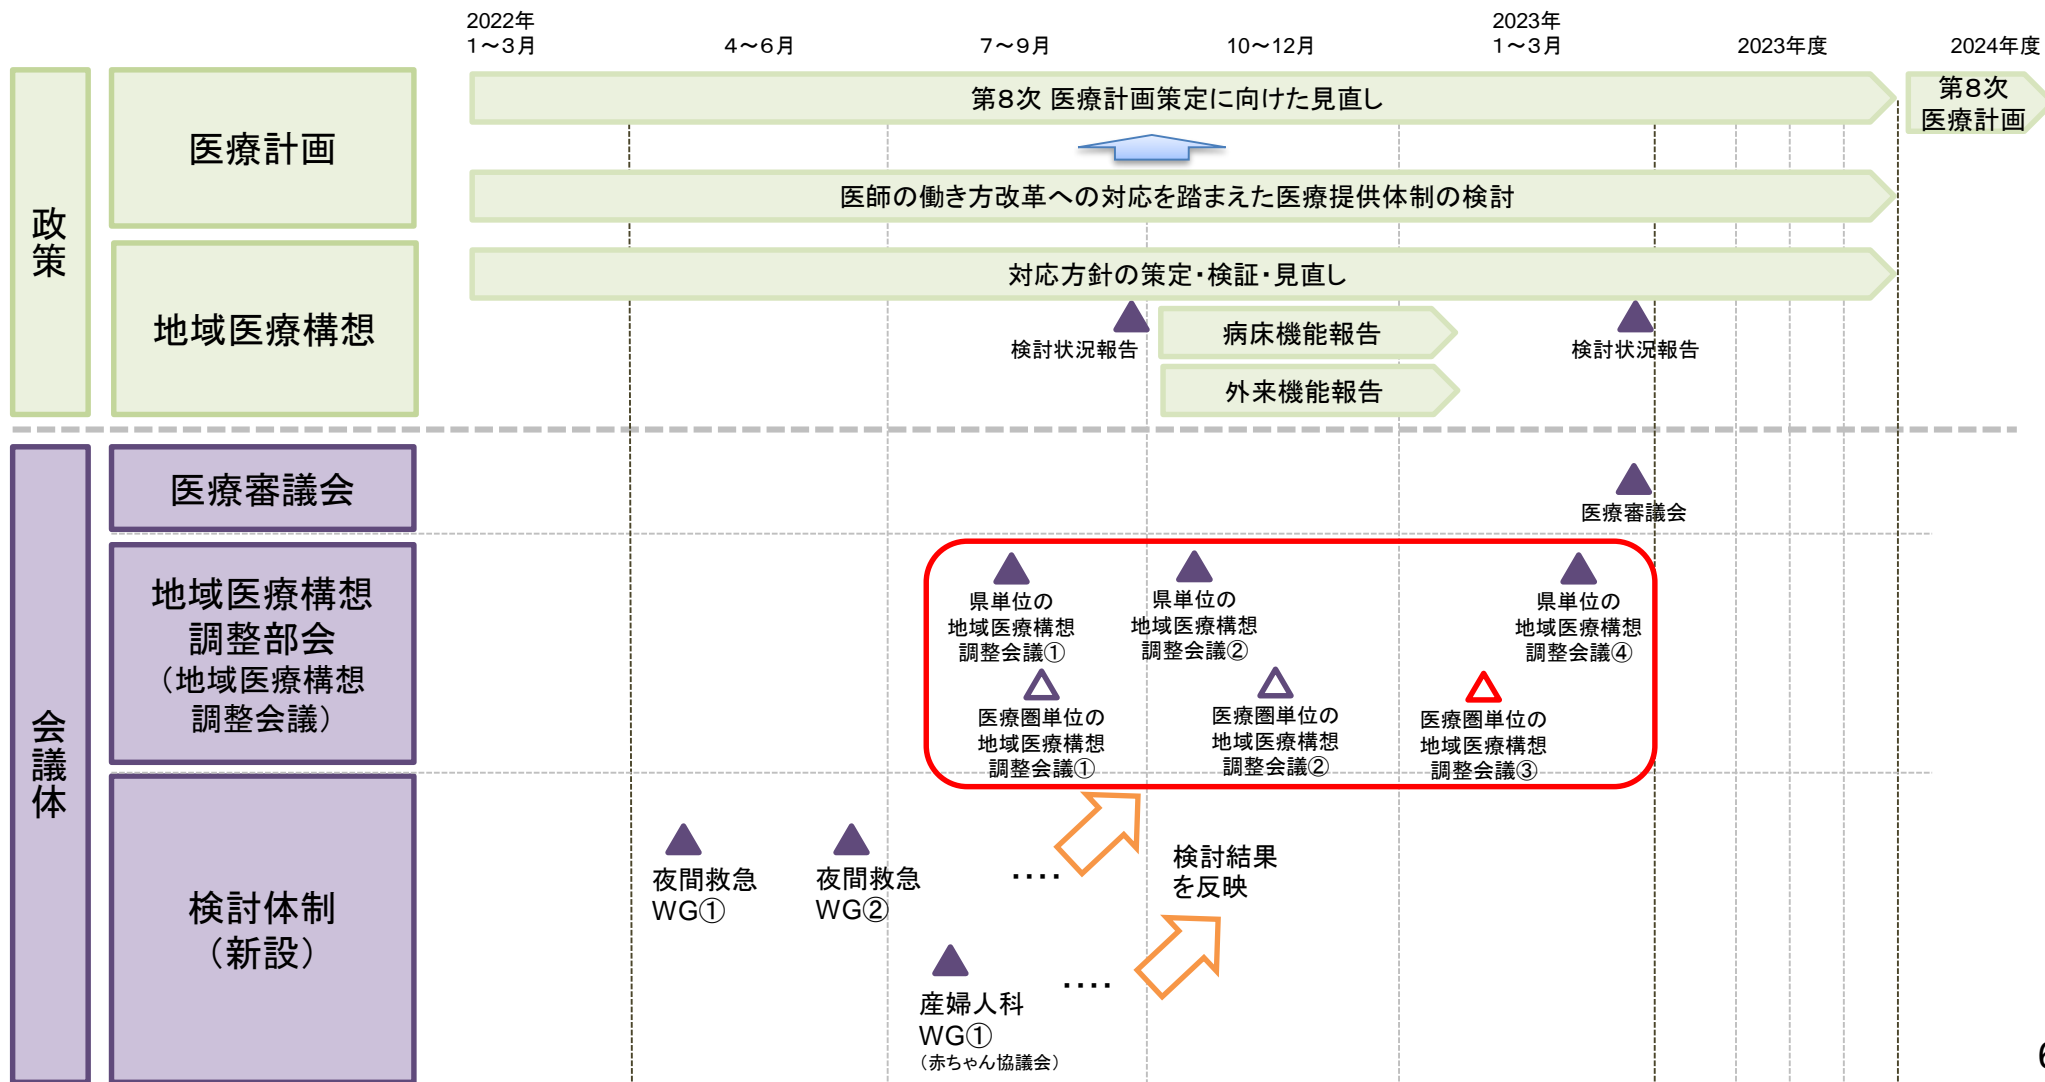 2022年
1～3月
4～6月
7～9月
10～12月
2023年
1～3月
2023年度
2024年度
政策
医療計画
第8次 医療計画策定に向けた見直し
第8次
医療計画
医師の働き方改革への対応を踏まえた医療提供体制の検討
地域医療構想
対応方針の策定・検証・見直し
検討状況報告
病床機能報告
外来機能報告
検討状況報告
会議体
医療審議会
医療審議会
地域医療構想
調整部会
（地域医療構想
調整会議）
県単位の
地域医療構想
調整会議①
県単位の
地域医療構想
調整会議②
県単位の
地域医療構想
調整会議④
医療圏単位の
地域医療構想
調整会議①
医療圏単位の
地域医療構想
調整会議②
医療圏単位の
地域医療構想
調整会議③
検討体制
（新設）
夜間救急
WG①
夜間救急
WG②
‥‥
検討結果
を反映
産婦人科
WG①
（赤ちゃん協議会）
‥‥
6